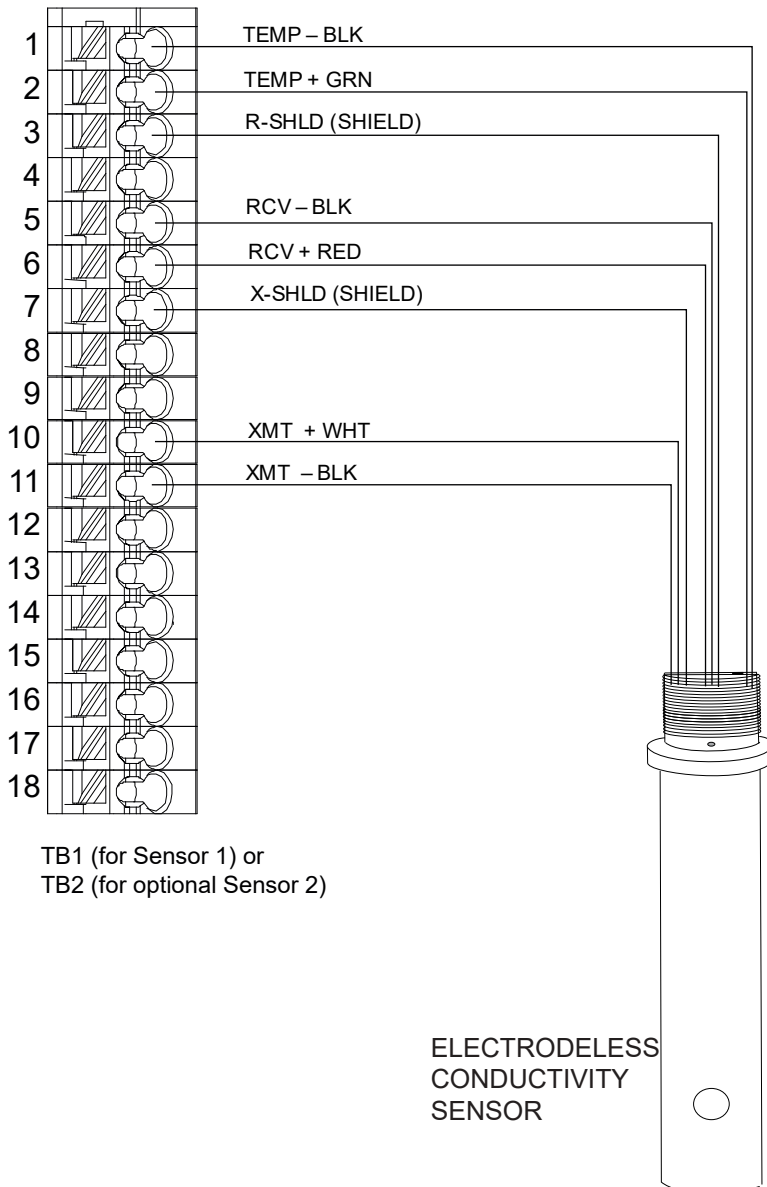 1 TEMP – BLK
2 TEMP + GRN
3 R-SHLD (SHIELD)
4
5 RCV – BLK
6 RCV + RED
7 X-SHLD (SHIELD)
8
9
10 XMT + WHT
11 XMT – BLK
12
13
14
15
16
17
18
TB1 (for Sensor 1) or
TB2 (for optional Sensor 2)
ELECTRODELESS
CONDUCTIVITY
SENSOR